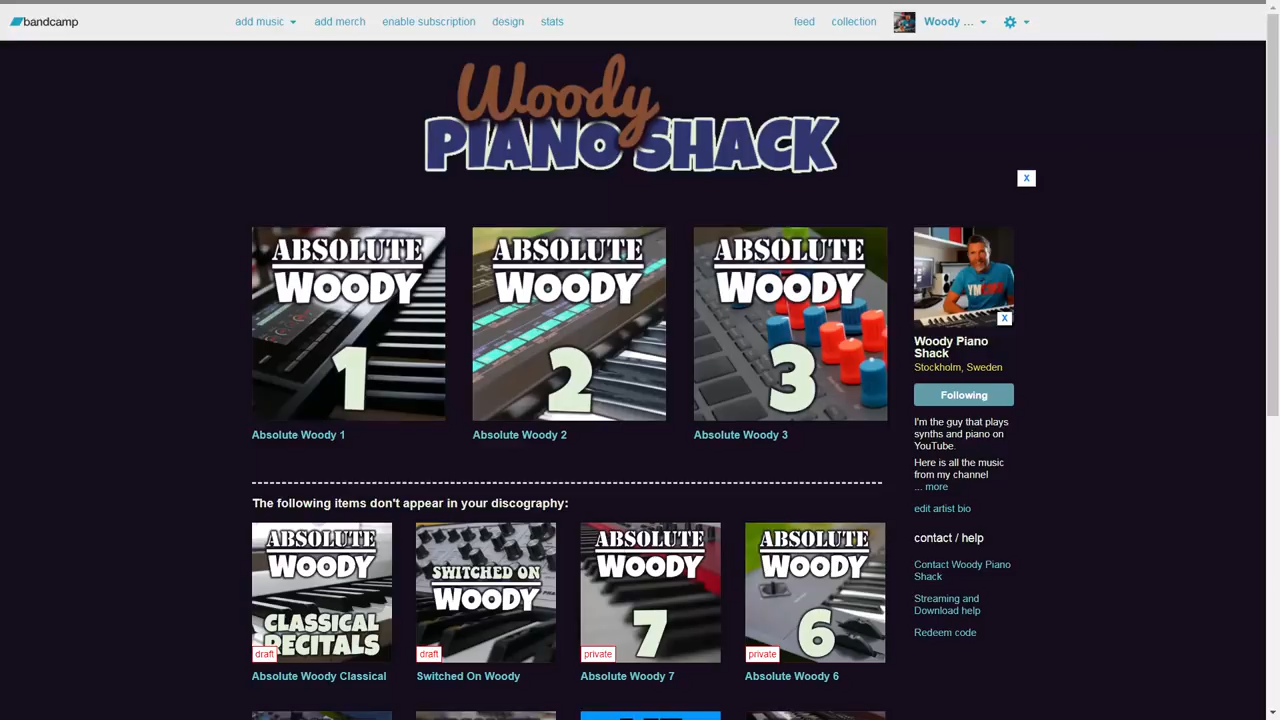 bandcamp
add music
add merch
enable subscription
design
stats
feed
collection
Woody ...
Woody
PIANO SHACK
X
ABSOLUTE
WOODY
1
ABSOLUTE
WOODY
2
ABSOLUTE
WOODY
3
YM
X
Absolute Woody 1
Absolute Woody 2
Absolute Woody 3
Woody Piano
Shack
Stockholm, Sweden
Following
I'm the guy that plays
synths and piano on
YouTube.
Here is all the music
from my channel
... more
edit artist bio
contact / help
Contact Woody Piano
Shack
Streaming and
Download help
Redeem code
The following items don't appear in your discography:
ABSOLUTE
WOODY
CLASSICAL
RECITALS
draft
SWITCHED ON
WOODY
draft
ABSOLUTE
WOODY
7
private
ABSOLUTE
WOODY
6
private
Absolute Woody Classical
Switched On Woody
Absolute Woody 7
Absolute Woody 6